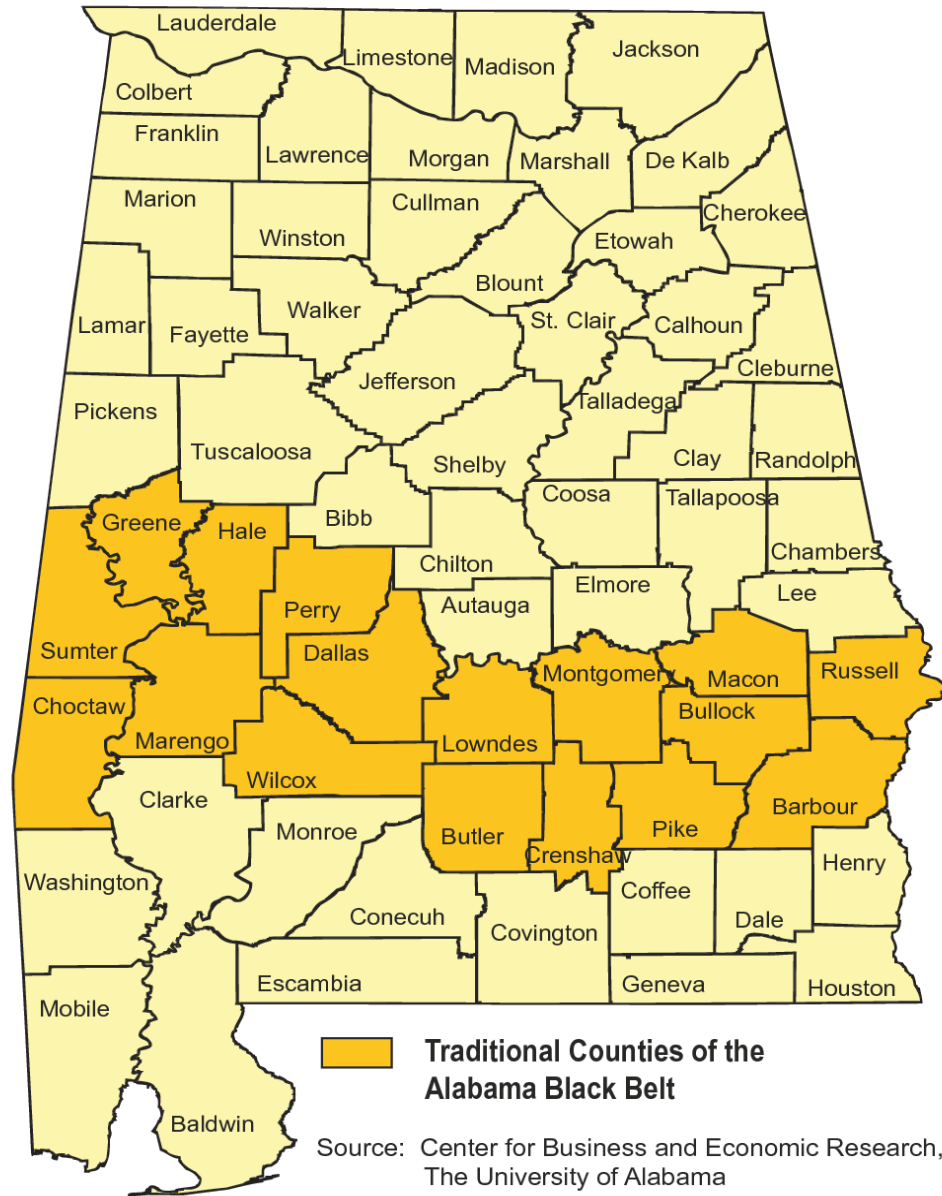 Lauderdale
Limestone
Madison
Jackson
Colbert
Franklin
Lawrence
Morgan
Marshall
De Kalb
Marion
Cullman
Cherokee
Winston
Etowah
Blount
Walker
St. Clair
Calhoun
Lamar
Fayette
Cleburne
Jefferson
Talladega
Pickens
Tuscaloosa
Shelby
Clay
Randolph
Coosa
Tallapoosa
Greene
Hale
Bibb
Chilton
Chambers
Elmore
Lee
Autauga
Perry
Sumter
Dallas
Montgomery
Macon
Russell
Choctaw
Bullock
Marengo
Lowndes
Wilcox
Clarke
Barbour
Monroe
Butler
Pike
Crenshaw
Henry
Washington
Coffee
Conecuh
Dale
Covington
Escambia
Geneva
Houston
Mobile
Baldwin
Traditional Counties of the
Alabama Black Belt
Source: Center for Business and Economic Research,
The University of Alabama